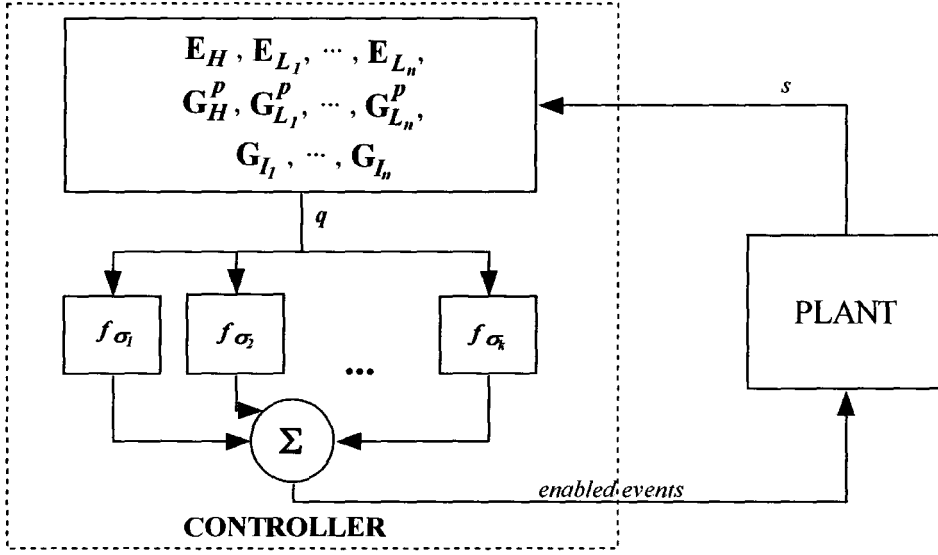 E_H, E_{L_1}, ⋯, E_{L_n},
G_H^p, G_{L_1}^p, ⋯, G_{L_n}^p,
G_{I_1}, ⋯, G_{I_n}
s
q
f_{σ_1} f_{σ_2} ... f_{σ_k}
PLANT
Σ
enabled events
CONTROLLER